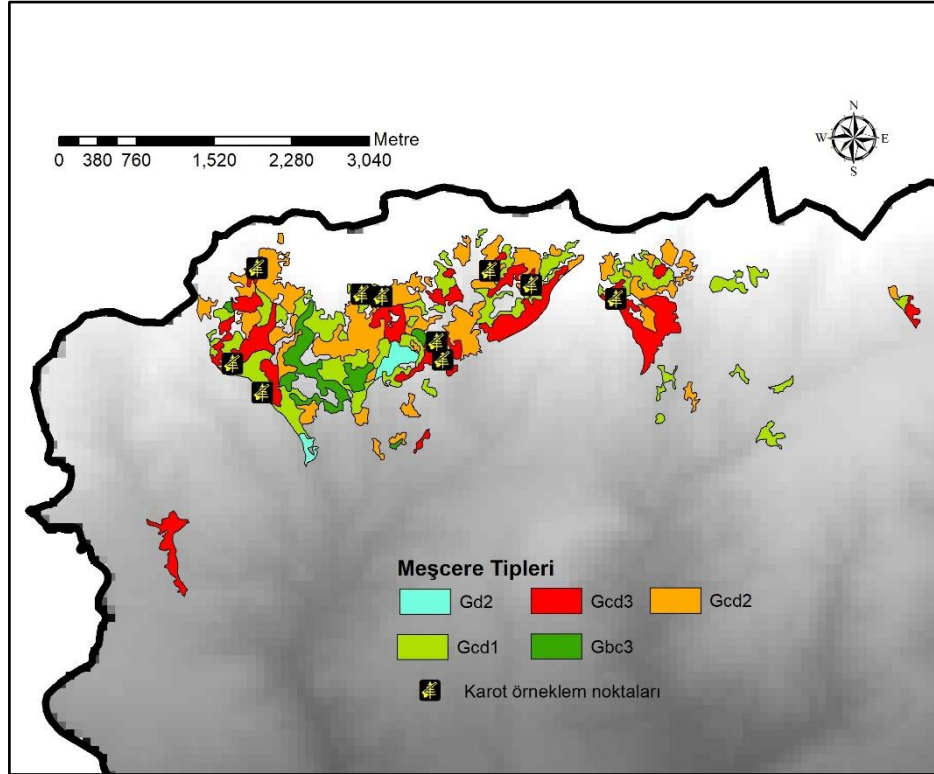 Metre
0 380 760 1,520 2,280 3,040
N
W E
S
Meşcere Tipleri
Gd2 Gcd3 Gcd2
Gcd1 Gbc3
Karot örneklem noktaları